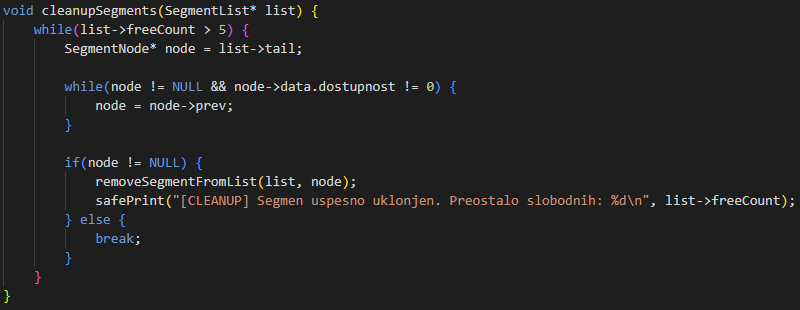 void cleanupSegments(SegmentList* list) {
    while(list->freeCount > 5) {
        SegmentNode* node = list->tail;

        while(node != NULL && node->data.dostupnost != 0) {
            node = node->prev;
        }

        if(node != NULL) {
            removeSegmentFromList(list, node);
            safePrint("[CLEANUP] Segmen uspesno uklonjen. Preostalo slobodnih: %d\n", list->freeCount);
        } else {
            break;
        }
    }
}